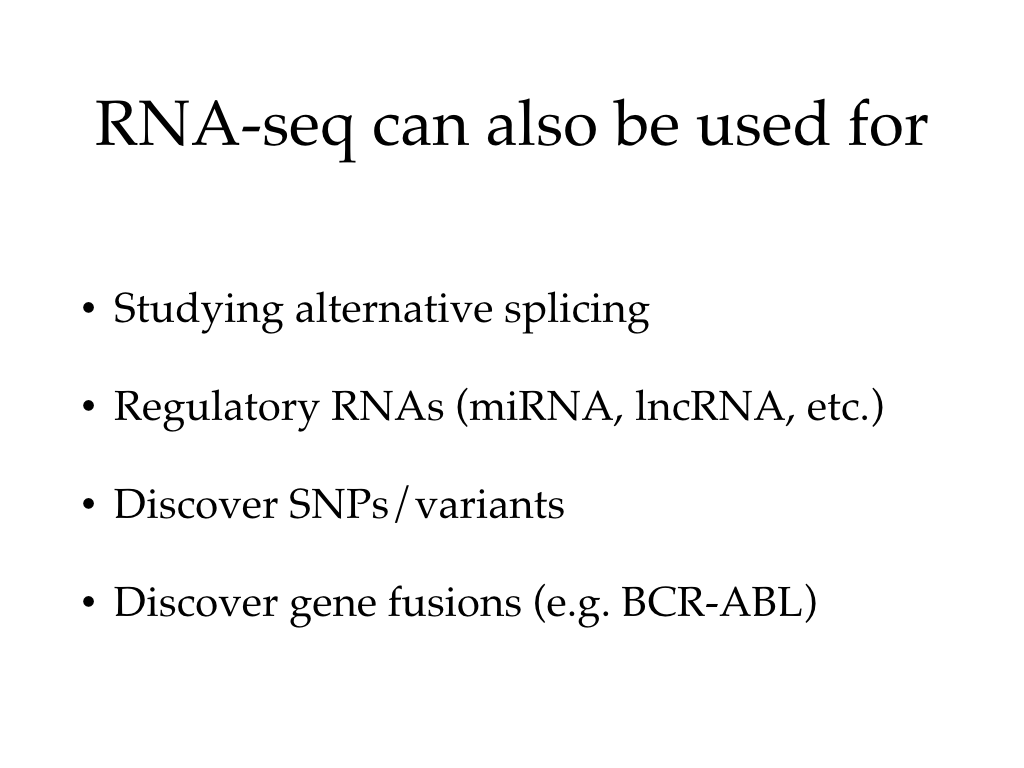 RNA-seq can also be used for
• Studying alternative splicing
• Regulatory RNAs (miRNA, lncRNA, etc.)
• Discover SNPs/variants
• Discover gene fusions (e.g. BCR-ABL)